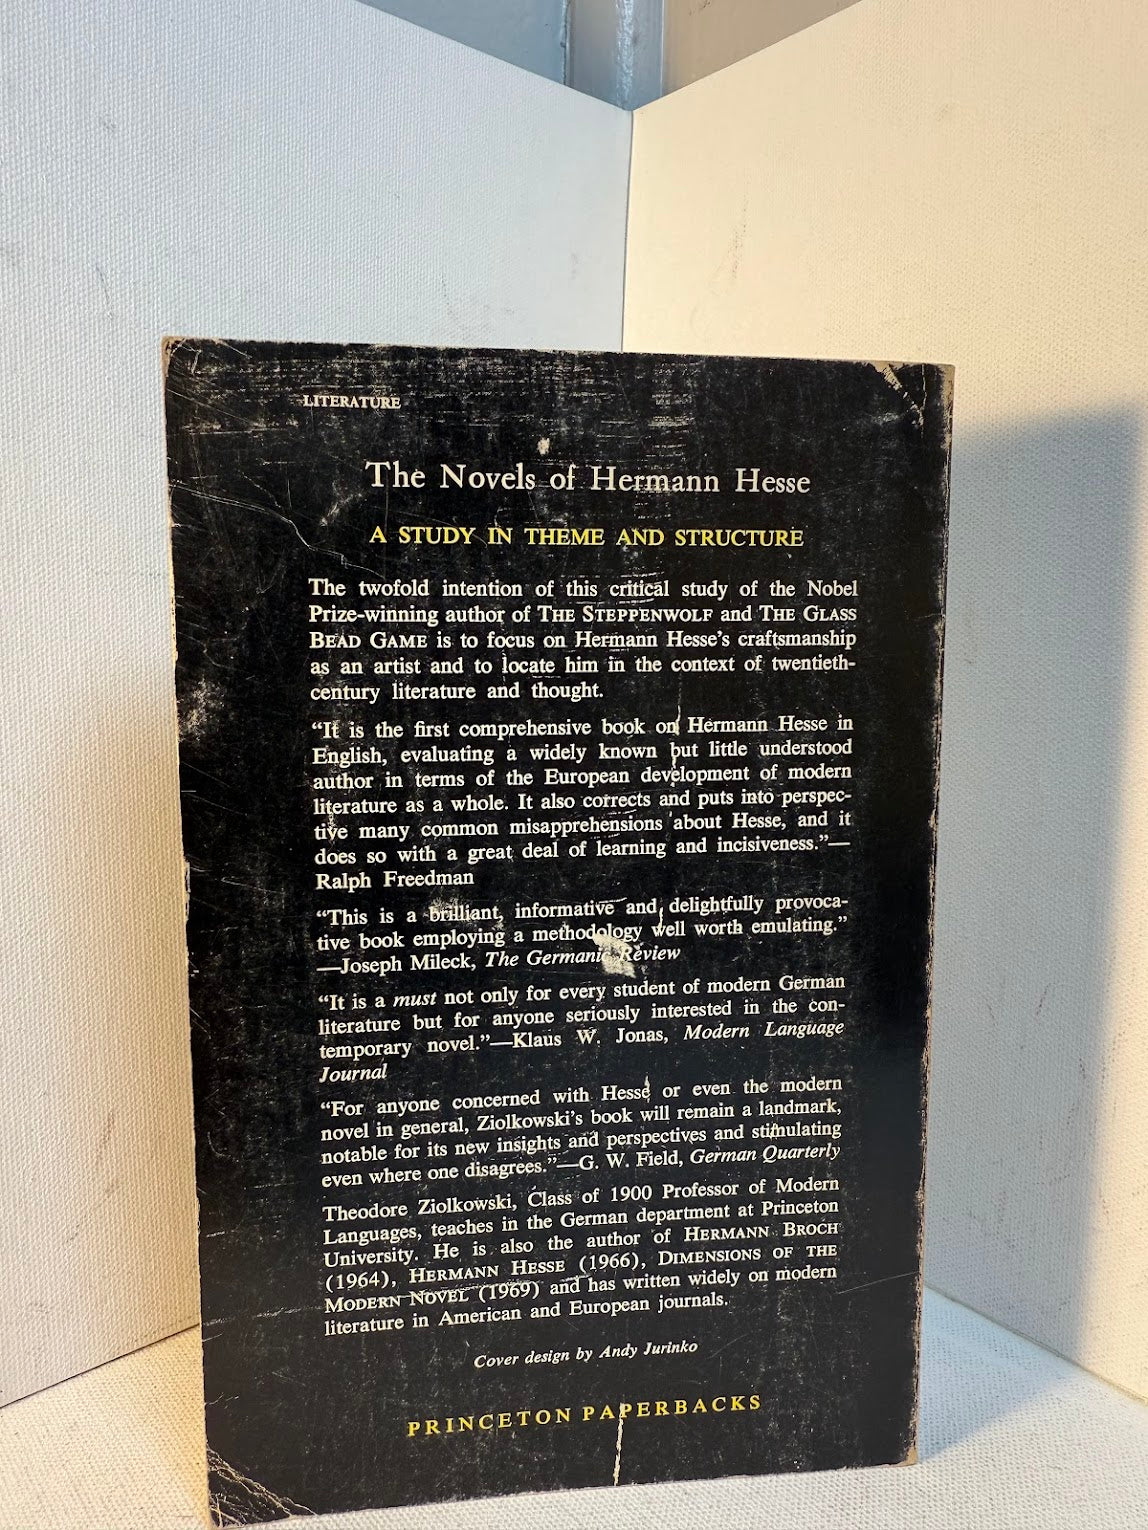 LITERATURE
The Novels of Hermann Hesse
A STUDY IN THEME AND STRUCTURE
The twofold intention of this critical study of the Nobel
Prize-winning author of THE STEPPENWOLF and THE GLASS
BEAD GAME is to focus on Hermann Hesse's craftsmanship
as an artist and to locate him in the context of twentieth-
century literature and thought.
"It is the first comprehensive book on Hermann Hesse in
English, evaluating a widely known but little understood
author in terms of the European development of modern
literature as a whole. It also corrects and puts into perspec-
tive many common misapprehensions about Hesse, and it
does so with a great deal of learning and incisiveness."—
Ralph Freedman
"This is a brilliant, informative and delightfully provoca-
tive book employing a methodology well worth emulating."
—Joseph Mileck, The Germanic Review
"It is a must not only for every student of modern German
literature but for anyone seriously interested in the con-
temporary novel."—Klaus W. Jonas, Modern Language
Journal
"For anyone concerned with Hesse or even the modern
novel in general, Ziolkowski's book will remain a landmark,
notable for its new insights and perspectives and stimulating
even where one disagrees."—G. W. Field, German Quarterly
Theodore Ziolkowski, Class of 1900 Professor of Modern
Languages, teaches in the German department at Princeton
University. He is also the author of HERMANN BROCH
(1964), HERMANN HESSE (1966), DIMENSIONS OF THE
MODERN NOVEL (1969) and has written widely on modern
literature in American and European journals.
Cover design by Andy Jurinko
PRINCETON PAPERBACKS